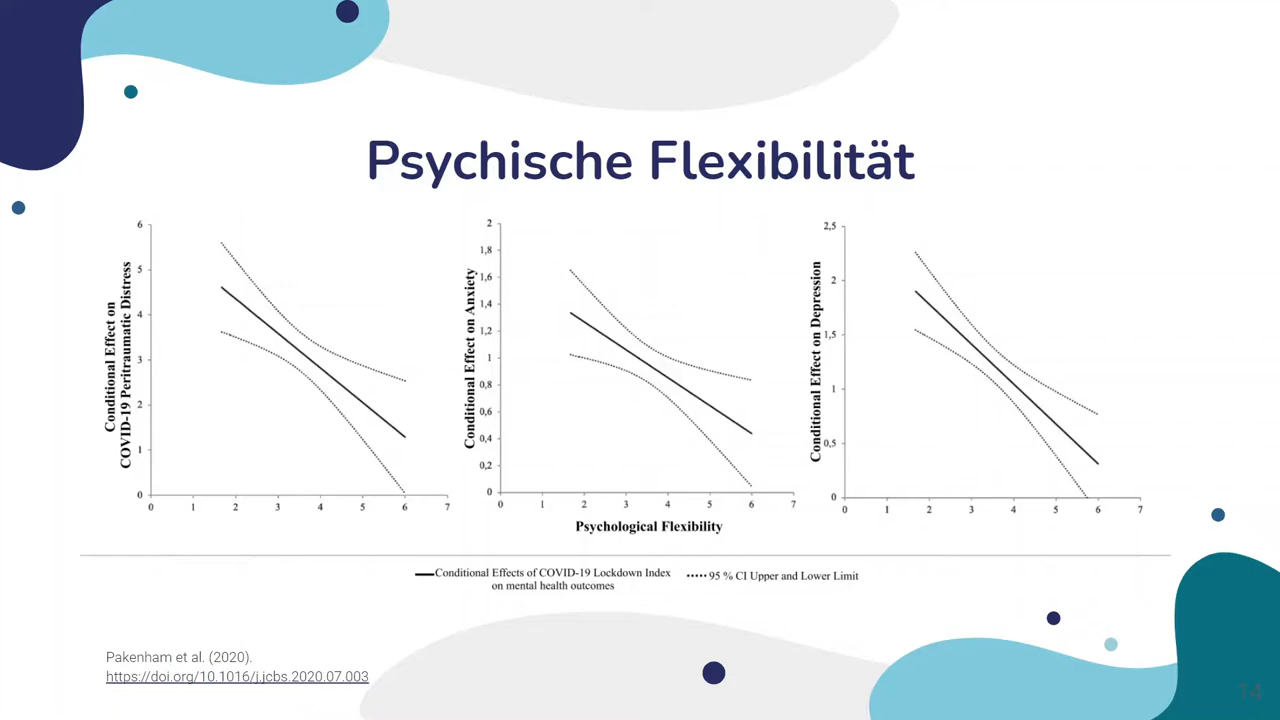 Psychische Flexibilität
Conditional Effect on
COVID-19 Peritraumatic Distress
6
5
4
3
2
1
0
0 1 2 3 4 5 6 7
Conditional Effect on Anxiety
2
1,8
1,6
1,4
1,2
1
0,8
0,6
0,4
0,2
0
0 1 2 3 4 5 6 7
Psychological Flexibility
Conditional Effect on Depression
2,5
2
1,5
1
0,5
0
0 1 2 3 4 5 6 7
Conditional Effects of COVID-19 Lockdown Index
on mental health outcomes
95 % CI Upper and Lower Limit
Pakenham et al. (2020).
https://doi.org/10.1016/j.jcbs.2020.07.003
14